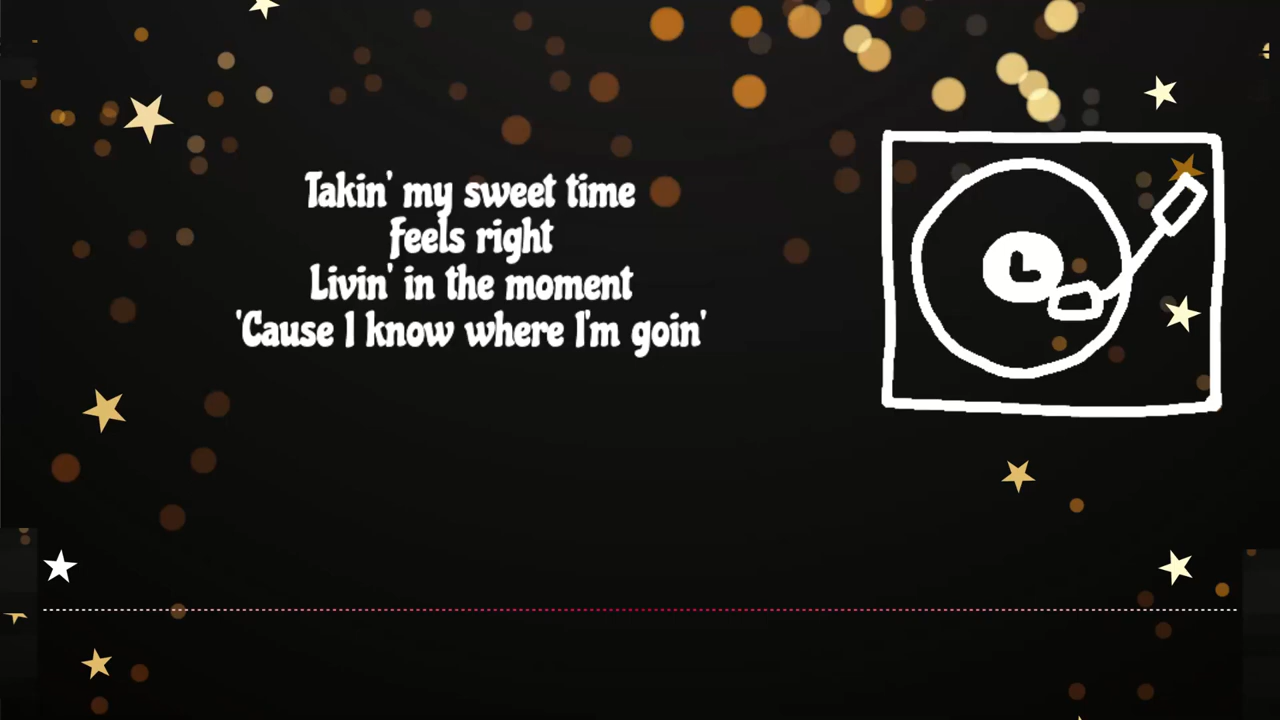 Takin' my sweet time
Feels right
Livin' in the moment
'Cause I know where I'm goin'